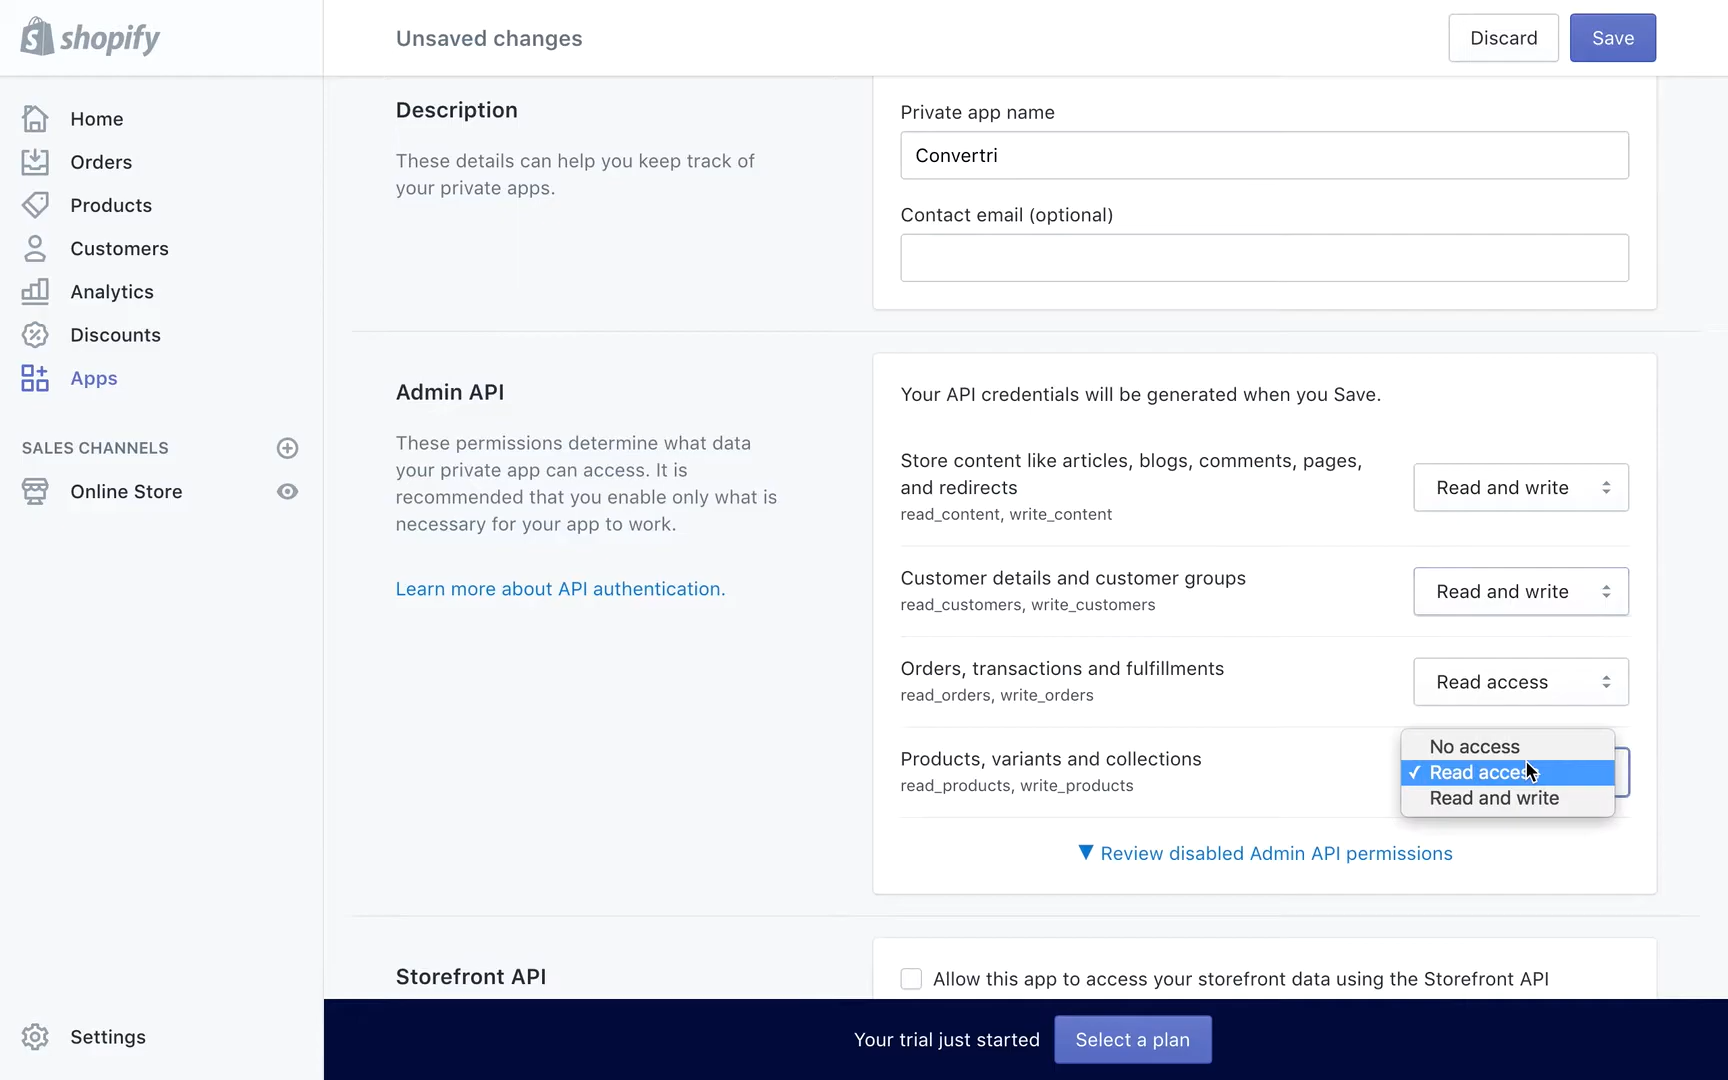 shopify
Unsaved changes
Discard
Save
Home
Orders
Products
Customers
Analytics
Discounts
Apps
SALES CHANNELS
Online Store
Settings
Description
These details can help you keep track of
your private apps.
Private app name
Convertri
Contact email (optional)
Admin API
These permissions determine what data
your private app can access. It is
recommended that you enable only what is
necessary for your app to work.
Learn more about API authentication.
Your API credentials will be generated when you Save.
Store content like articles, blogs, comments, pages,
and redirects
read_content, write_content
Read and write
Customer details and customer groups
read_customers, write_customers
Read and write
Orders, transactions and fulfillments
read_orders, write_orders
Read access
Products, variants and collections
read_products, write_products
No access
✓ Read access
Read and write
▼ Review disabled Admin API permissions
Storefront API
Allow this app to access your storefront data using the Storefront API
Your trial just started
Select a plan